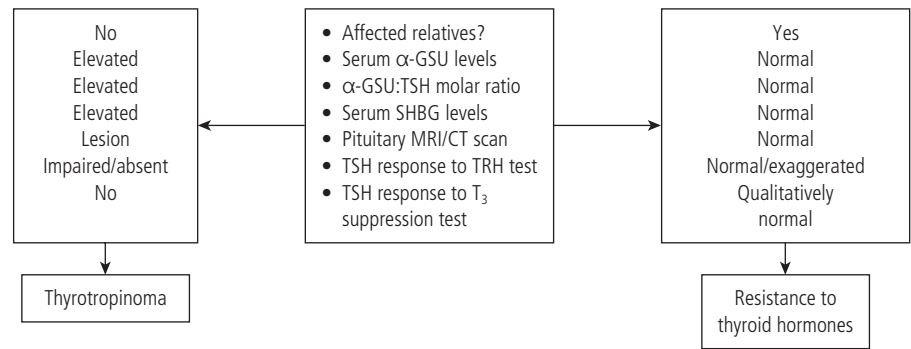 No
Elevated
Elevated
Elevated
Lesion
Impaired/absent
No
Thyrotropinoma
• Affected relatives?
• Serum α-GSU levels
• α-GSU:TSH molar ratio
• Serum SHBG levels
• Pituitary MRI/CT scan
• TSH response to TRH test
• TSH response to T₃
suppression test
Yes
Normal
Normal
Normal
Normal
Normal/exaggerated
Qualitatively
normal
Resistance to
thyroid hormones